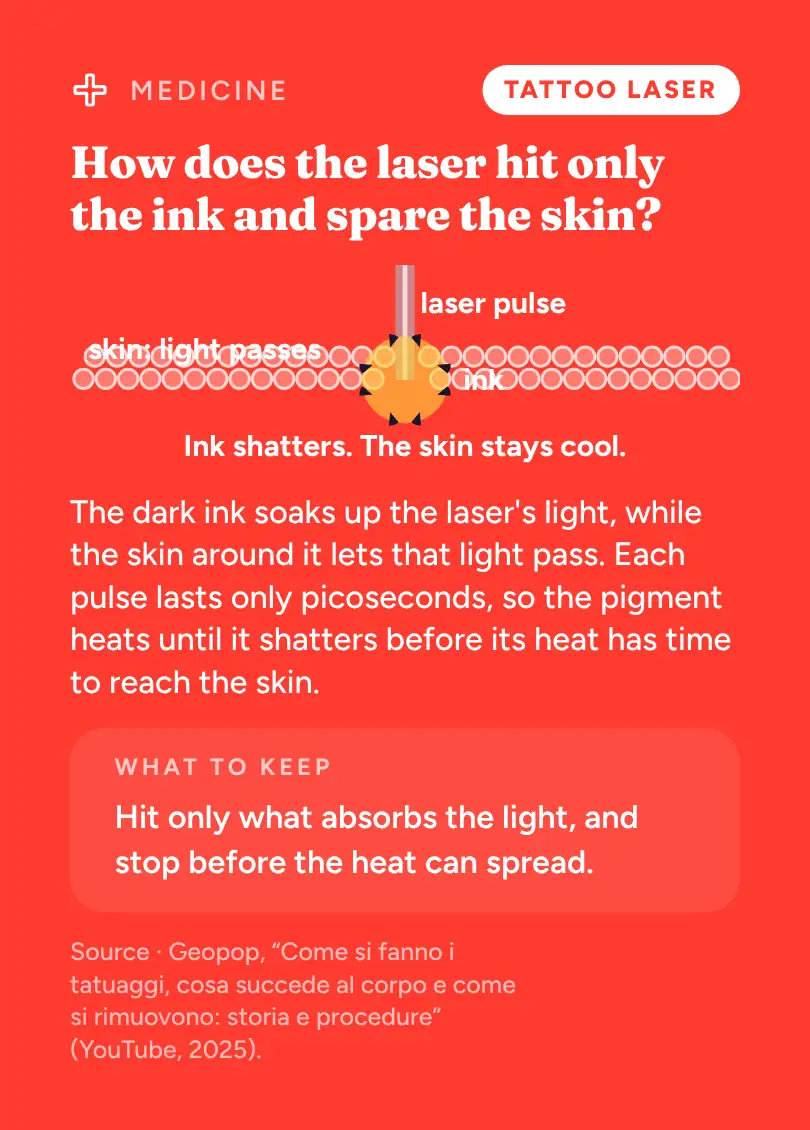 MEDICINE
TATTOO LASER
How does the laser hit only
the ink and spare the skin?
laser pulse
skin: light passes
ink
Ink shatters. The skin stays cool.
The dark ink soaks up the laser's light, while
the skin around it lets that light pass. Each
pulse lasts only picoseconds, so the pigment
heats until it shatters before its heat has time
to reach the skin.
WHAT TO KEEP
Hit only what absorbs the light, and
stop before the heat can spread.
Source · Geopop, “Come si fanno i
tatuaggi, cosa succede al corpo e come
si rimuovono: storia e procedure”
(YouTube, 2025).